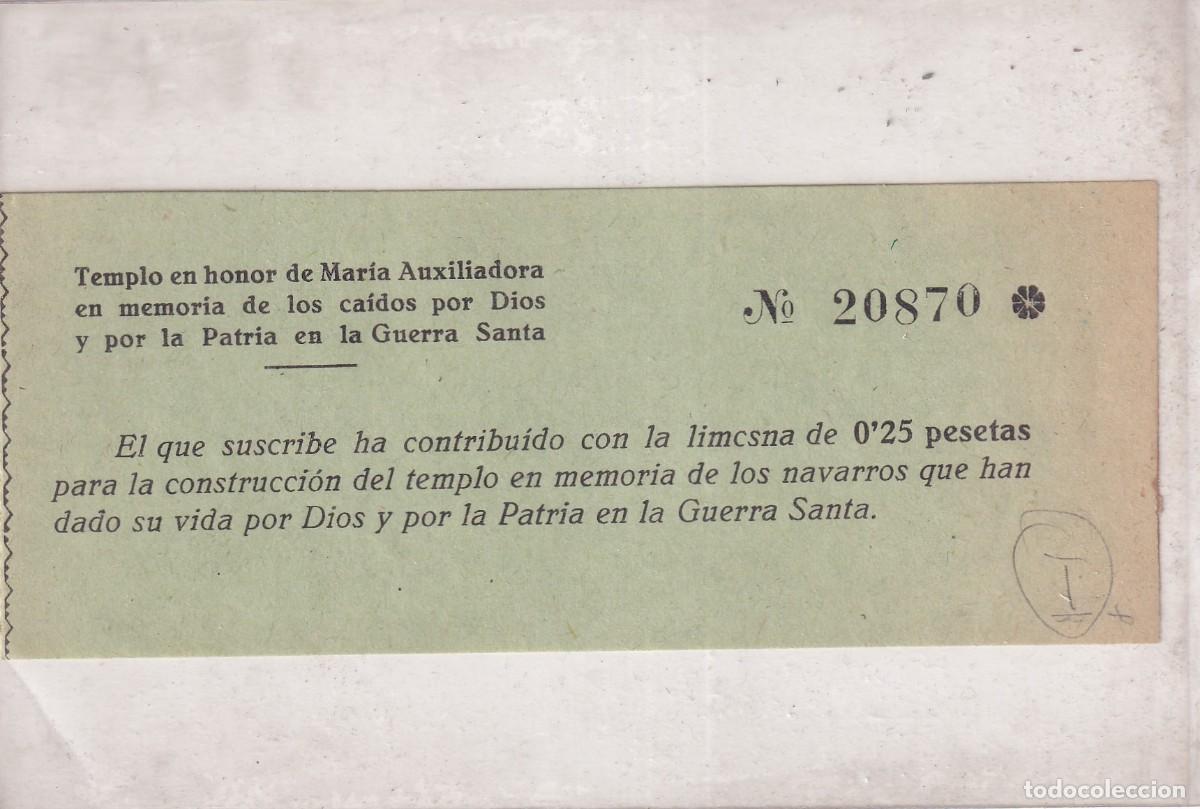 Templo en honor de María Auxiliadora
en memoria de los caídos por Dios
y por la Patria en la Guerra Santa
Nº 20870
El que suscribe ha contribuído con la limcsna de 0'25 pesetas
para la construcción del templo en memoria de los navarros que han
dado su vida por Dios y por la Patria en la Guerra Santa.
I
todocoleccion